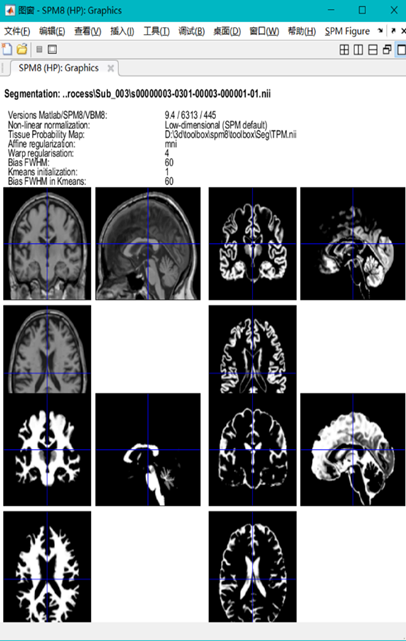 图窗 - SPM8 (HP): Graphics
文件(F) 编辑(E) 查看(V) 插入(I) 工具(T) 调试(B) 桌面(D) 窗口(W) 帮助(H) SPM Figure
SPM8 (HP): Graphics
Segmentation: ..rocess\Sub_003\s00000003-0301-00003-000001-01.nii
Versions Matlab/SPM8/VBM8: 9.4 / 6313 / 445
Non-linear normalization: Low-dimensional (SPM default)
Tissue Probability Map: D:\3d\toolbox\spm8\toolbox\Seg\TPM.nii
Affine regularization: mni
Warp regularisation: 4
Bias FWHM: 60
Kmeans initialization: 1
Bias FWHM in Kmeans: 60